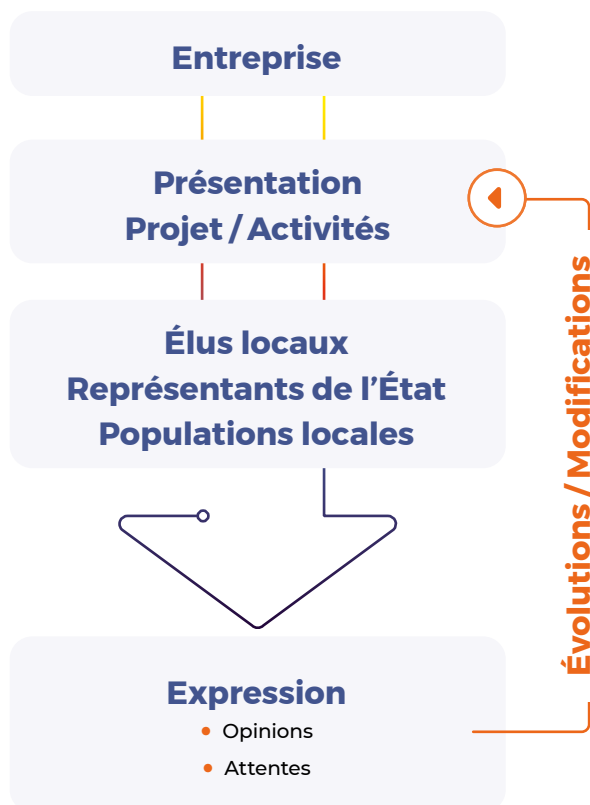 Entreprise
Présentation
Projet / Activités
Élus locaux
Représentants de l’État
Populations locales
Évolutions / Modifications
Expression
Opinions
Attentes